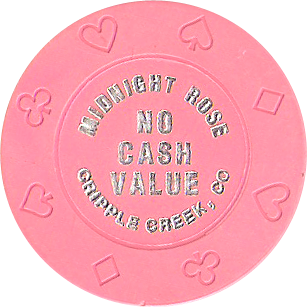 MIDNIGHT ROSE
NO
CASH
VALUE
CRIPPLE CREEK, CO